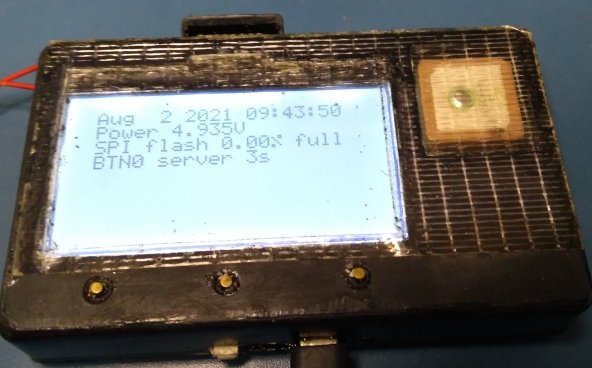 Aug  2 2021 09:43:50
Power 4.935V
SPI flash 0.00% full
BTN0 server 3s